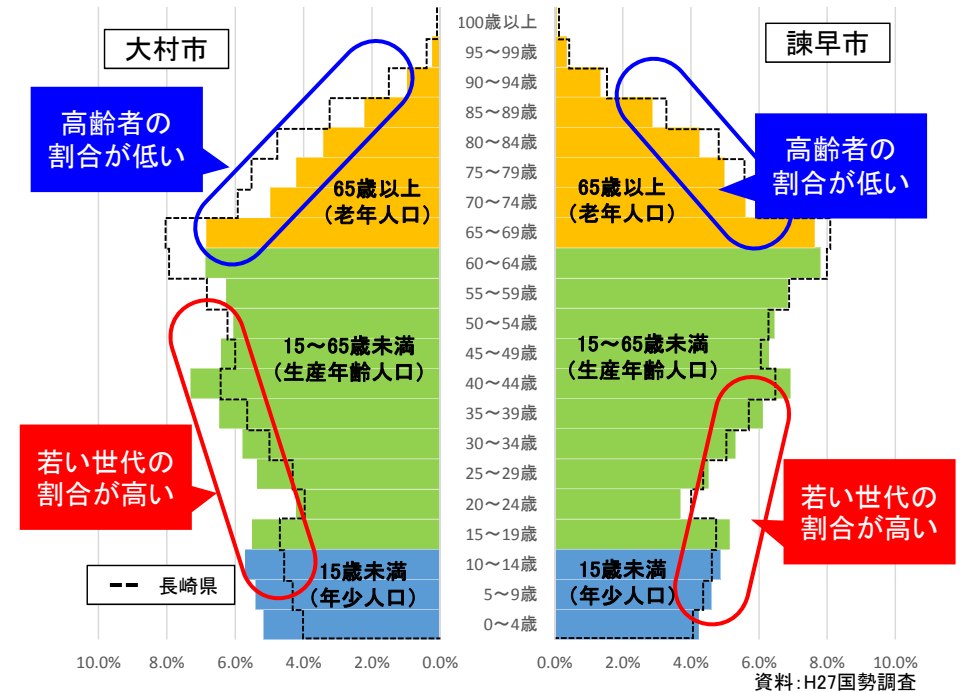 大村市
諫早市
100歳以上
95～99歳
90～94歳
85～89歳
80～84歳
75～79歳
70～74歳
65～69歳
60～64歳
55～59歳
50～54歳
45～49歳
40～44歳
35～39歳
30～34歳
25～29歳
20～24歳
15～19歳
10～14歳
5～9歳
0～4歳
高齢者の
割合が低い
65歳以上
（老年人口）
15～65歳未満
（生産年齢人口）
若い世代の
割合が高い
15歳未満
（年少人口）
長崎県
65歳以上
（老年人口）
高齢者の
割合が低い
15～65歳未満
（生産年齢人口）
若い世代の
割合が高い
15歳未満
（年少人口）
10.0% 8.0% 6.0% 4.0% 2.0% 0.0%
0.0% 2.0% 4.0% 6.0% 8.0% 10.0%
資料：H27国勢調査